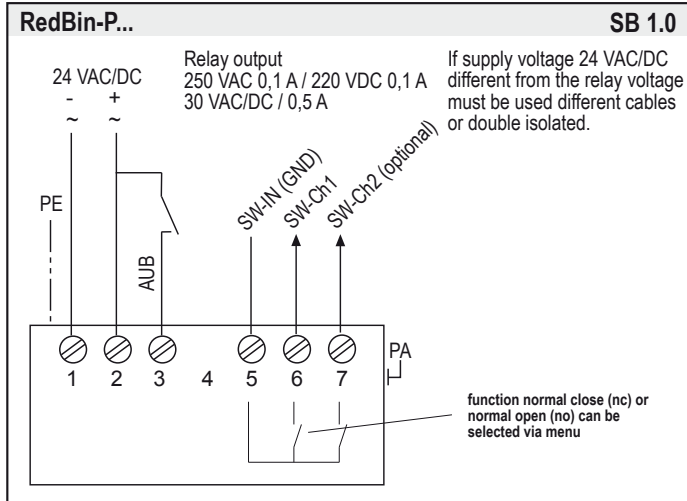 RedBin-P...
SB 1.0
24 VAC/DC
- +
~ ~
Relay output
250 VAC 0,1 A / 220 VDC 0,1 A
30 VAC/DC / 0,5 A
If supply voltage 24 VAC/DC
different from the relay voltage
must be used different cables
or double isolated.
PE
AUB
SW-IN (GND)
SW-Ch1
SW-Ch2 (optional)
PA
1 2 3 4 5 6 7
function normal close (nc) or
normal open (no) can be
selected via menu